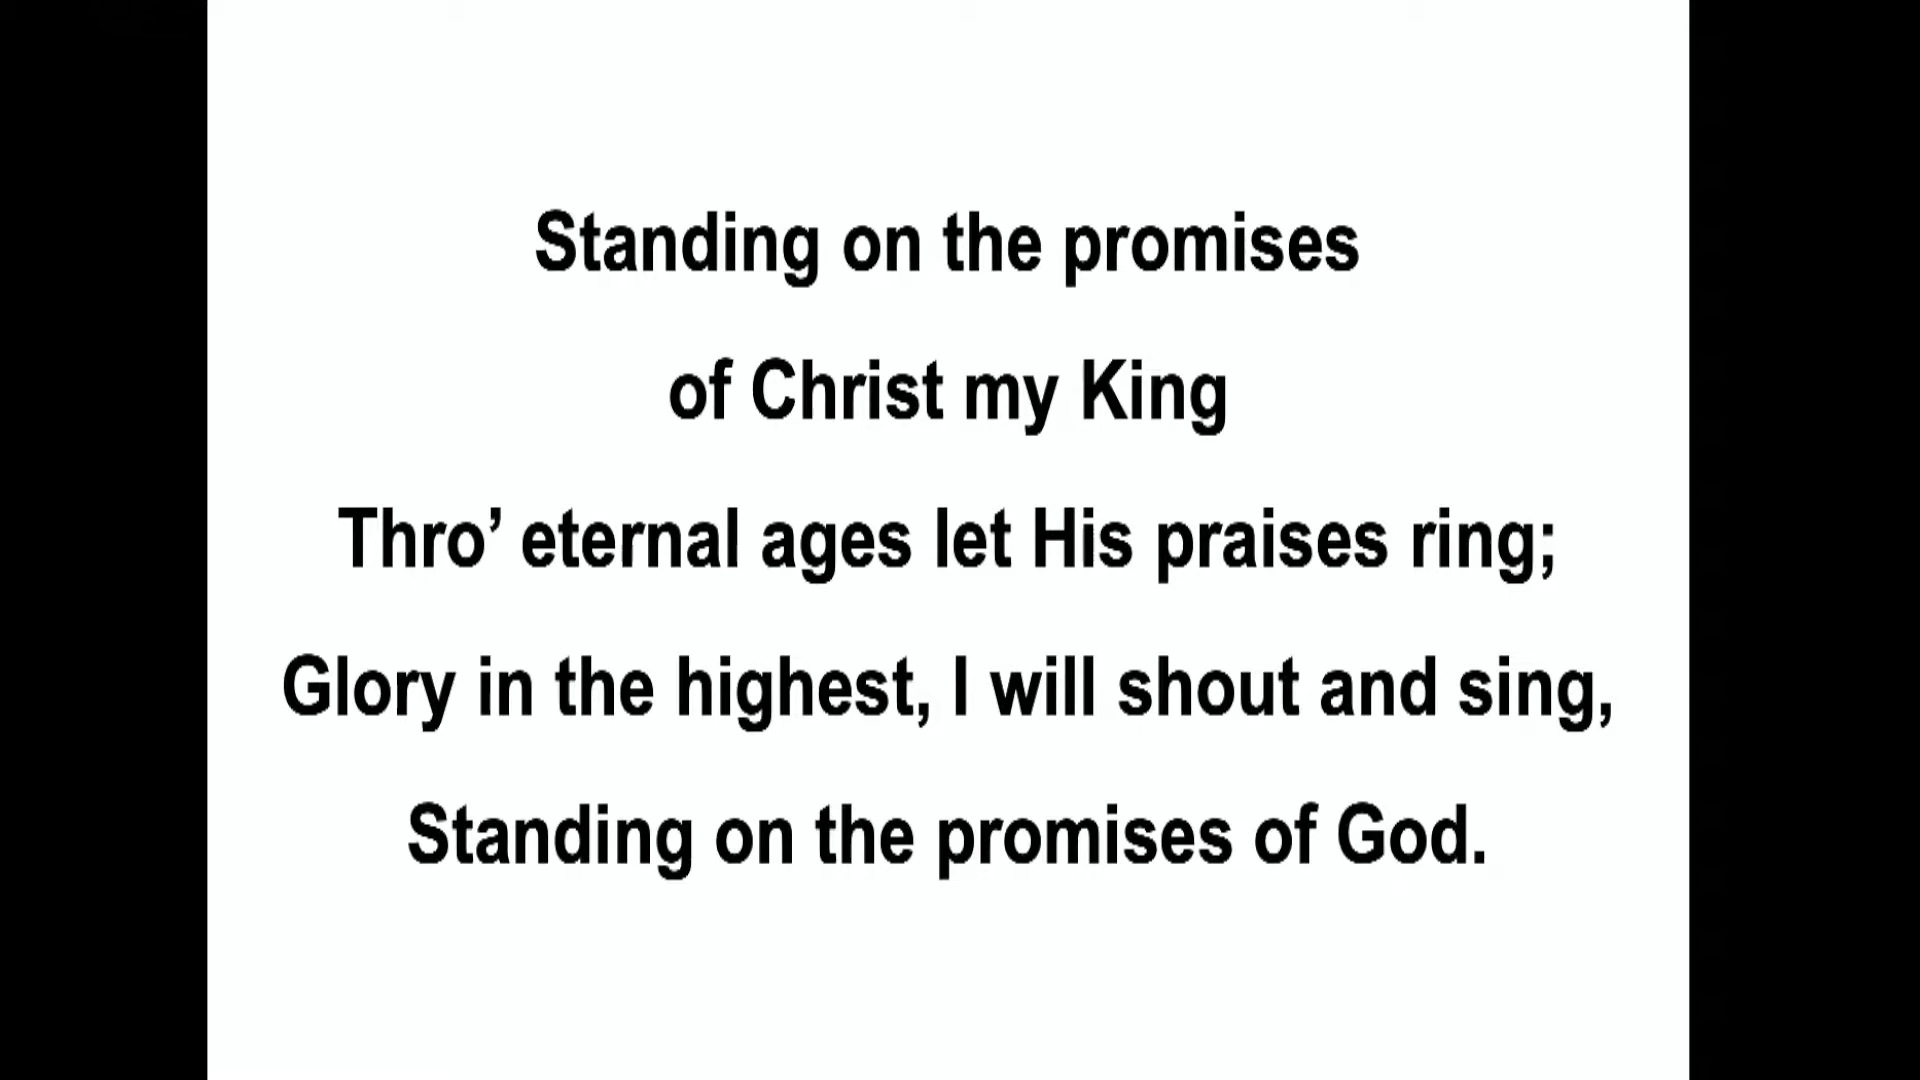 Standing on the promises
of Christ my King
Thro’ eternal ages let His praises ring;
Glory in the highest, I will shout and sing,
Standing on the promises of God.